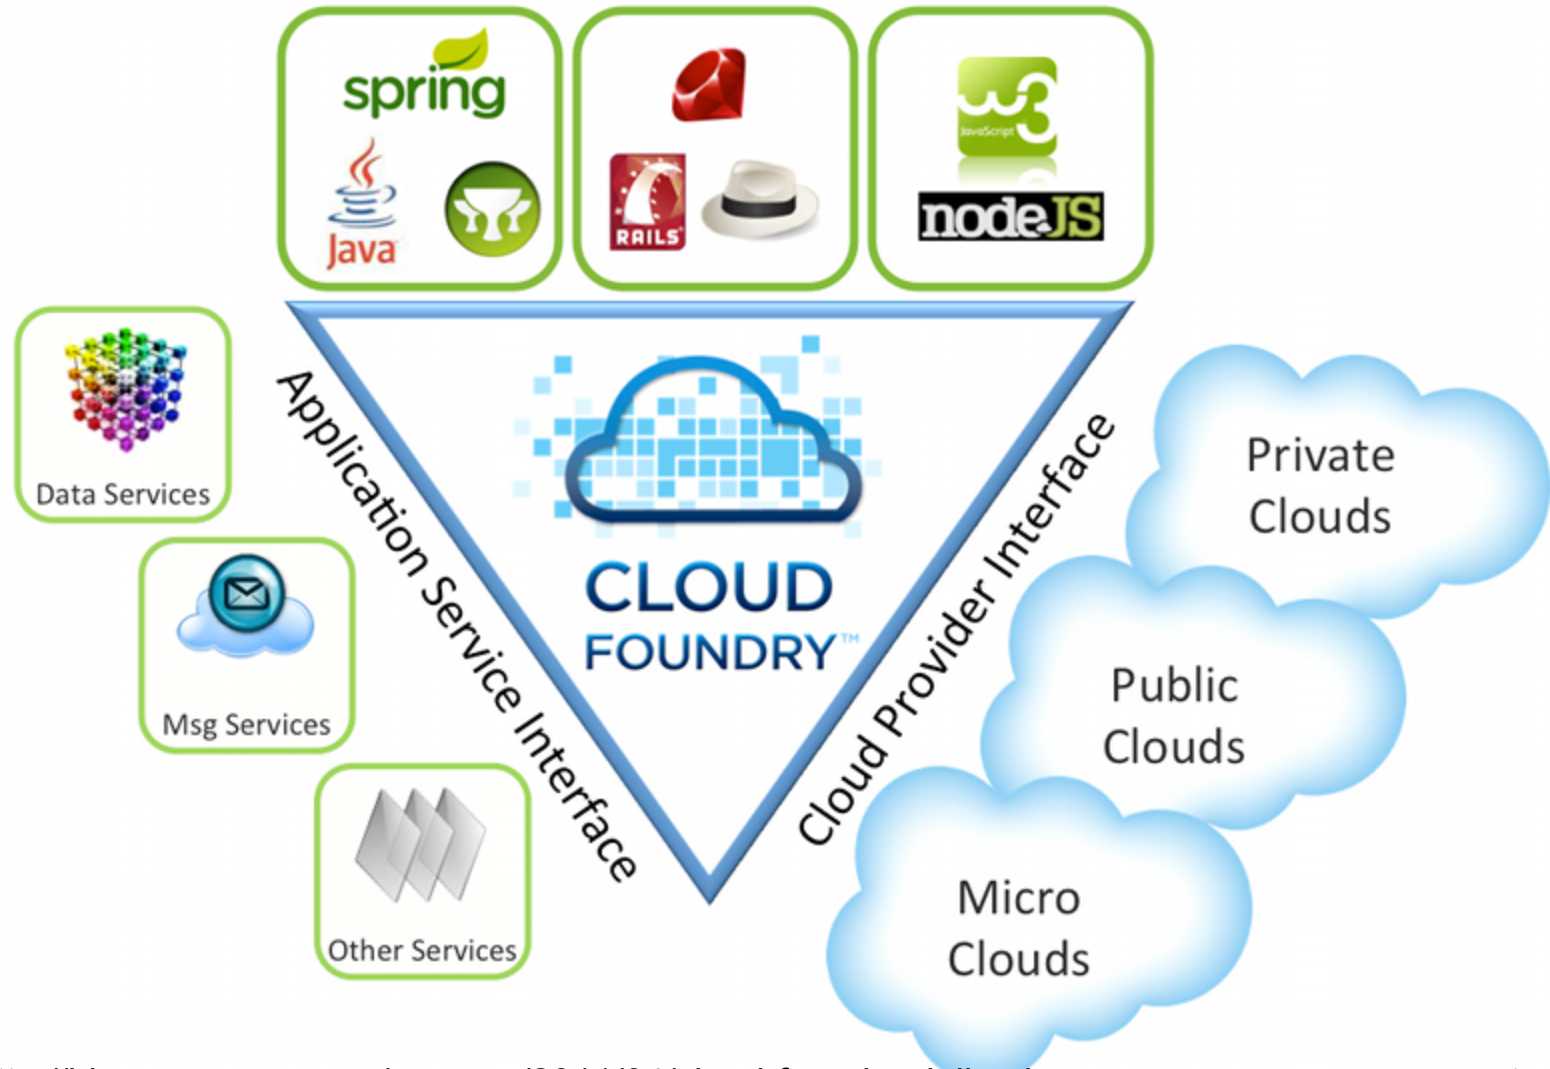 spring
Java
RAILS
w3
JavaScript
nodeJS
Data Services
Msg Services
Other Services
Application Service Interface
CLOUD
FOUNDRY™
Cloud Provider Interface
Private
Clouds
Public
Clouds
Micro
Clouds